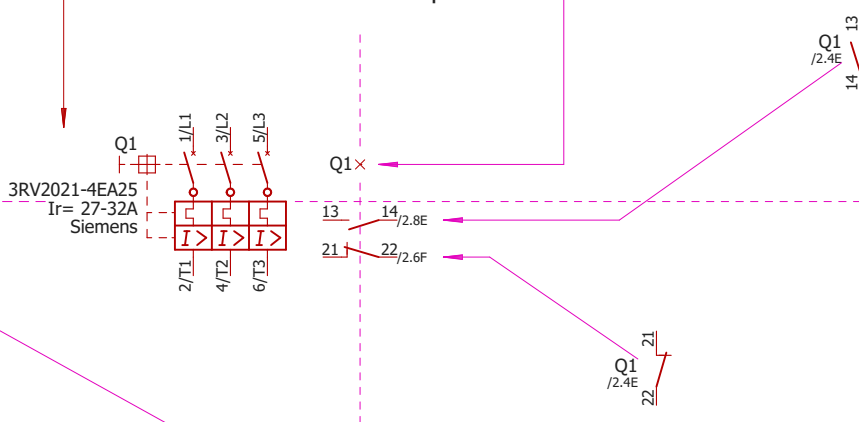 13
Q1
/2.4E
14
Q1
1/L1
3/L2
5/L3
Q1
3RV2021-4EA25
Ir= 27-32A
Siemens
I >
I >
I >
13
14
/2.8E
21
22
/2.6F
2/T1
4/T2
6/T3
21
Q1
/2.4E
22